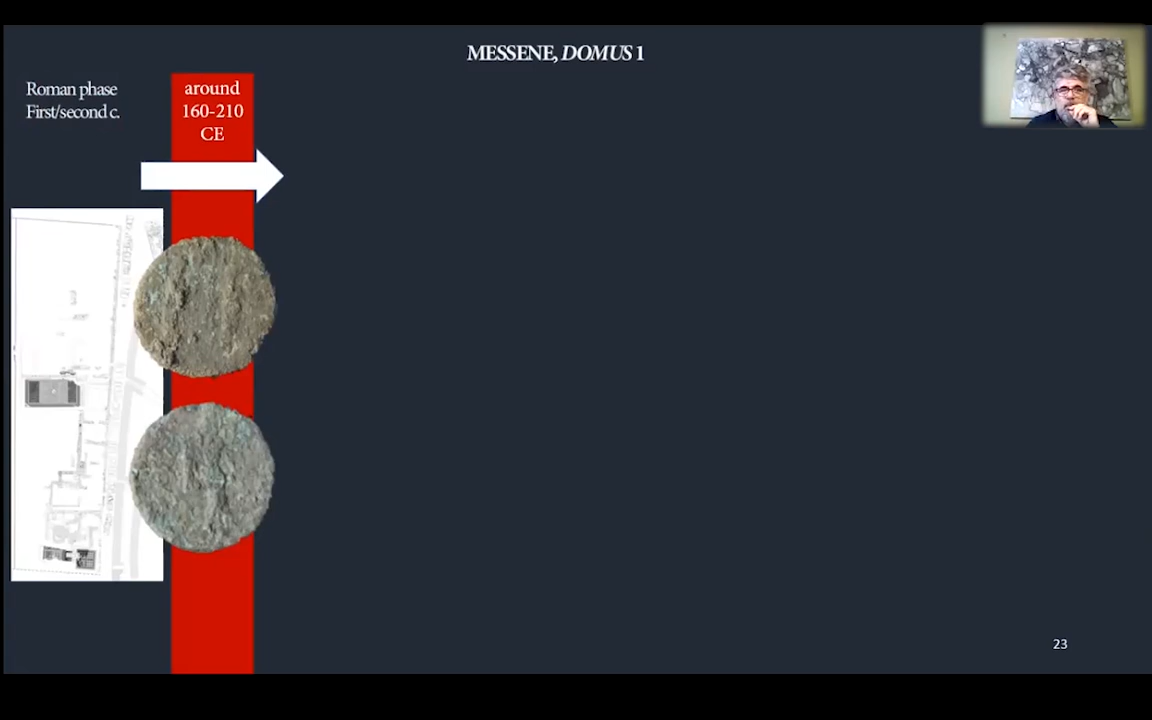 MESSENE, DOMUS 1
Roman phase
First/second c.
around
160-210
CE
23